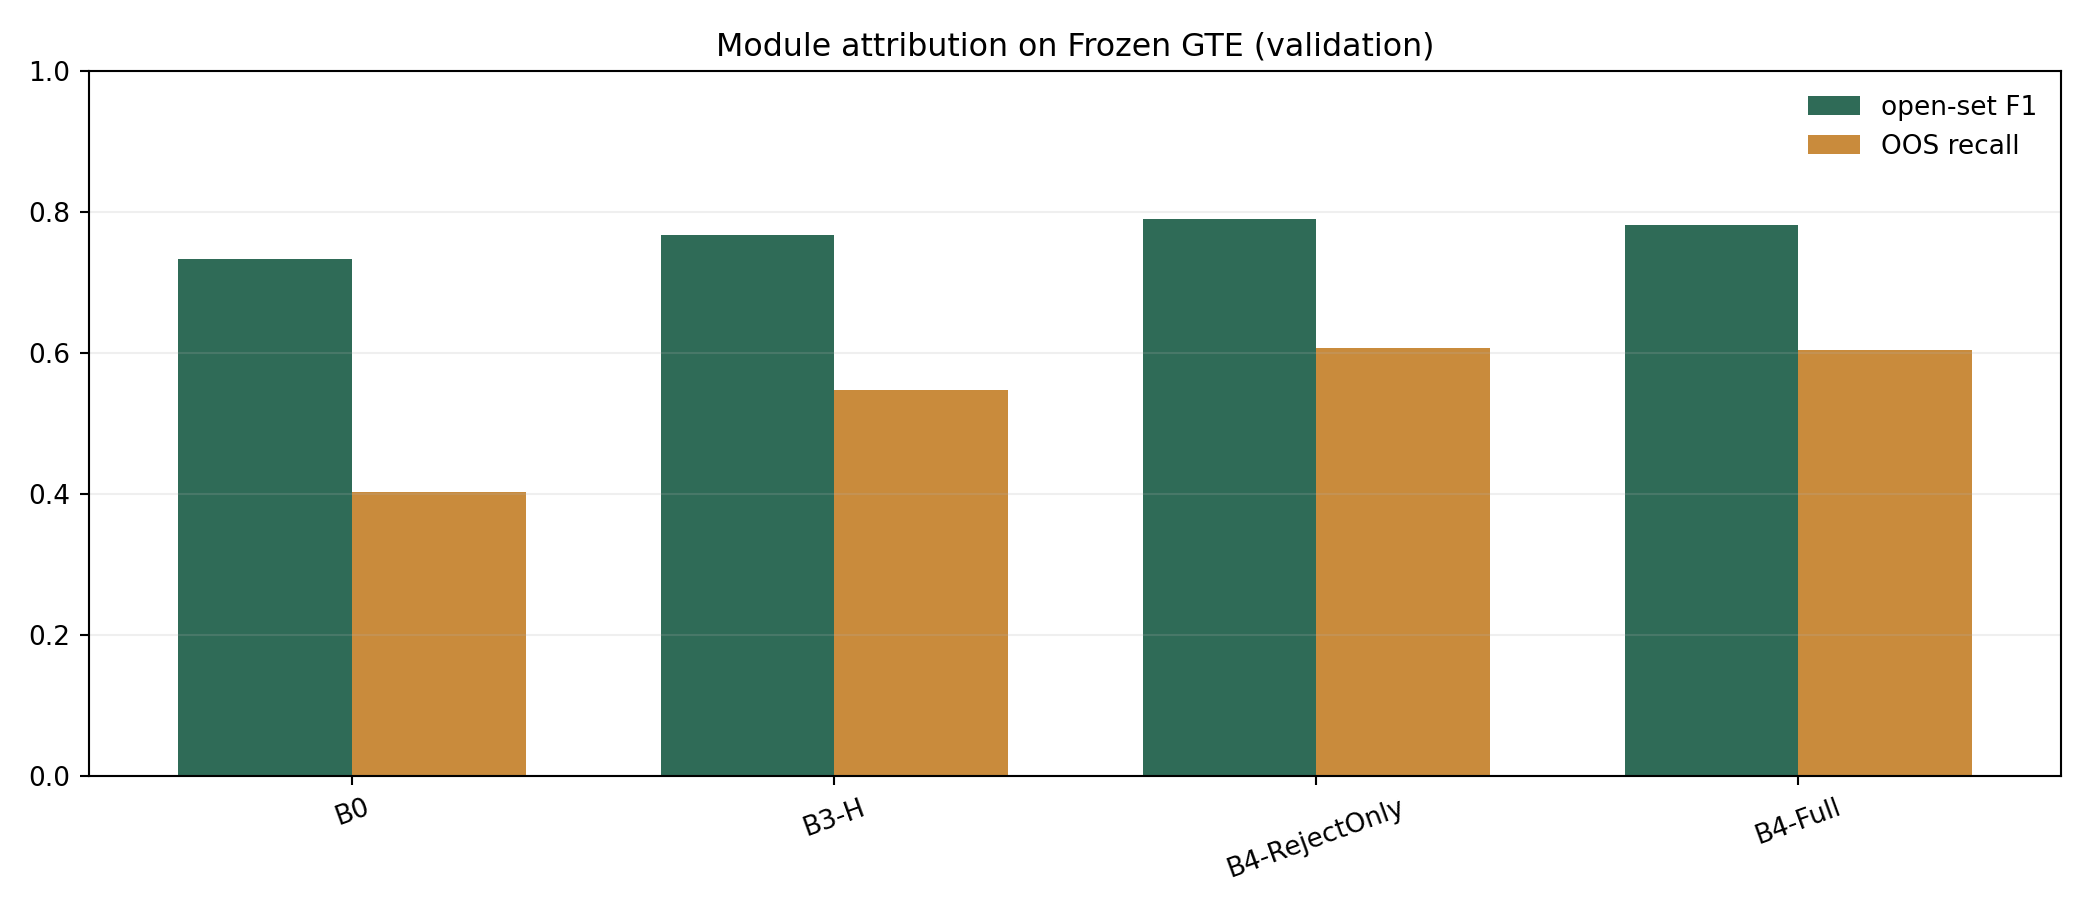 Module attribution on Frozen GTE (validation)
1.0
0.8
0.6
0.4
0.2
0.0
open-set F1
OOS recall
B0
B3-H
B4-RejectOnly
B4-Full